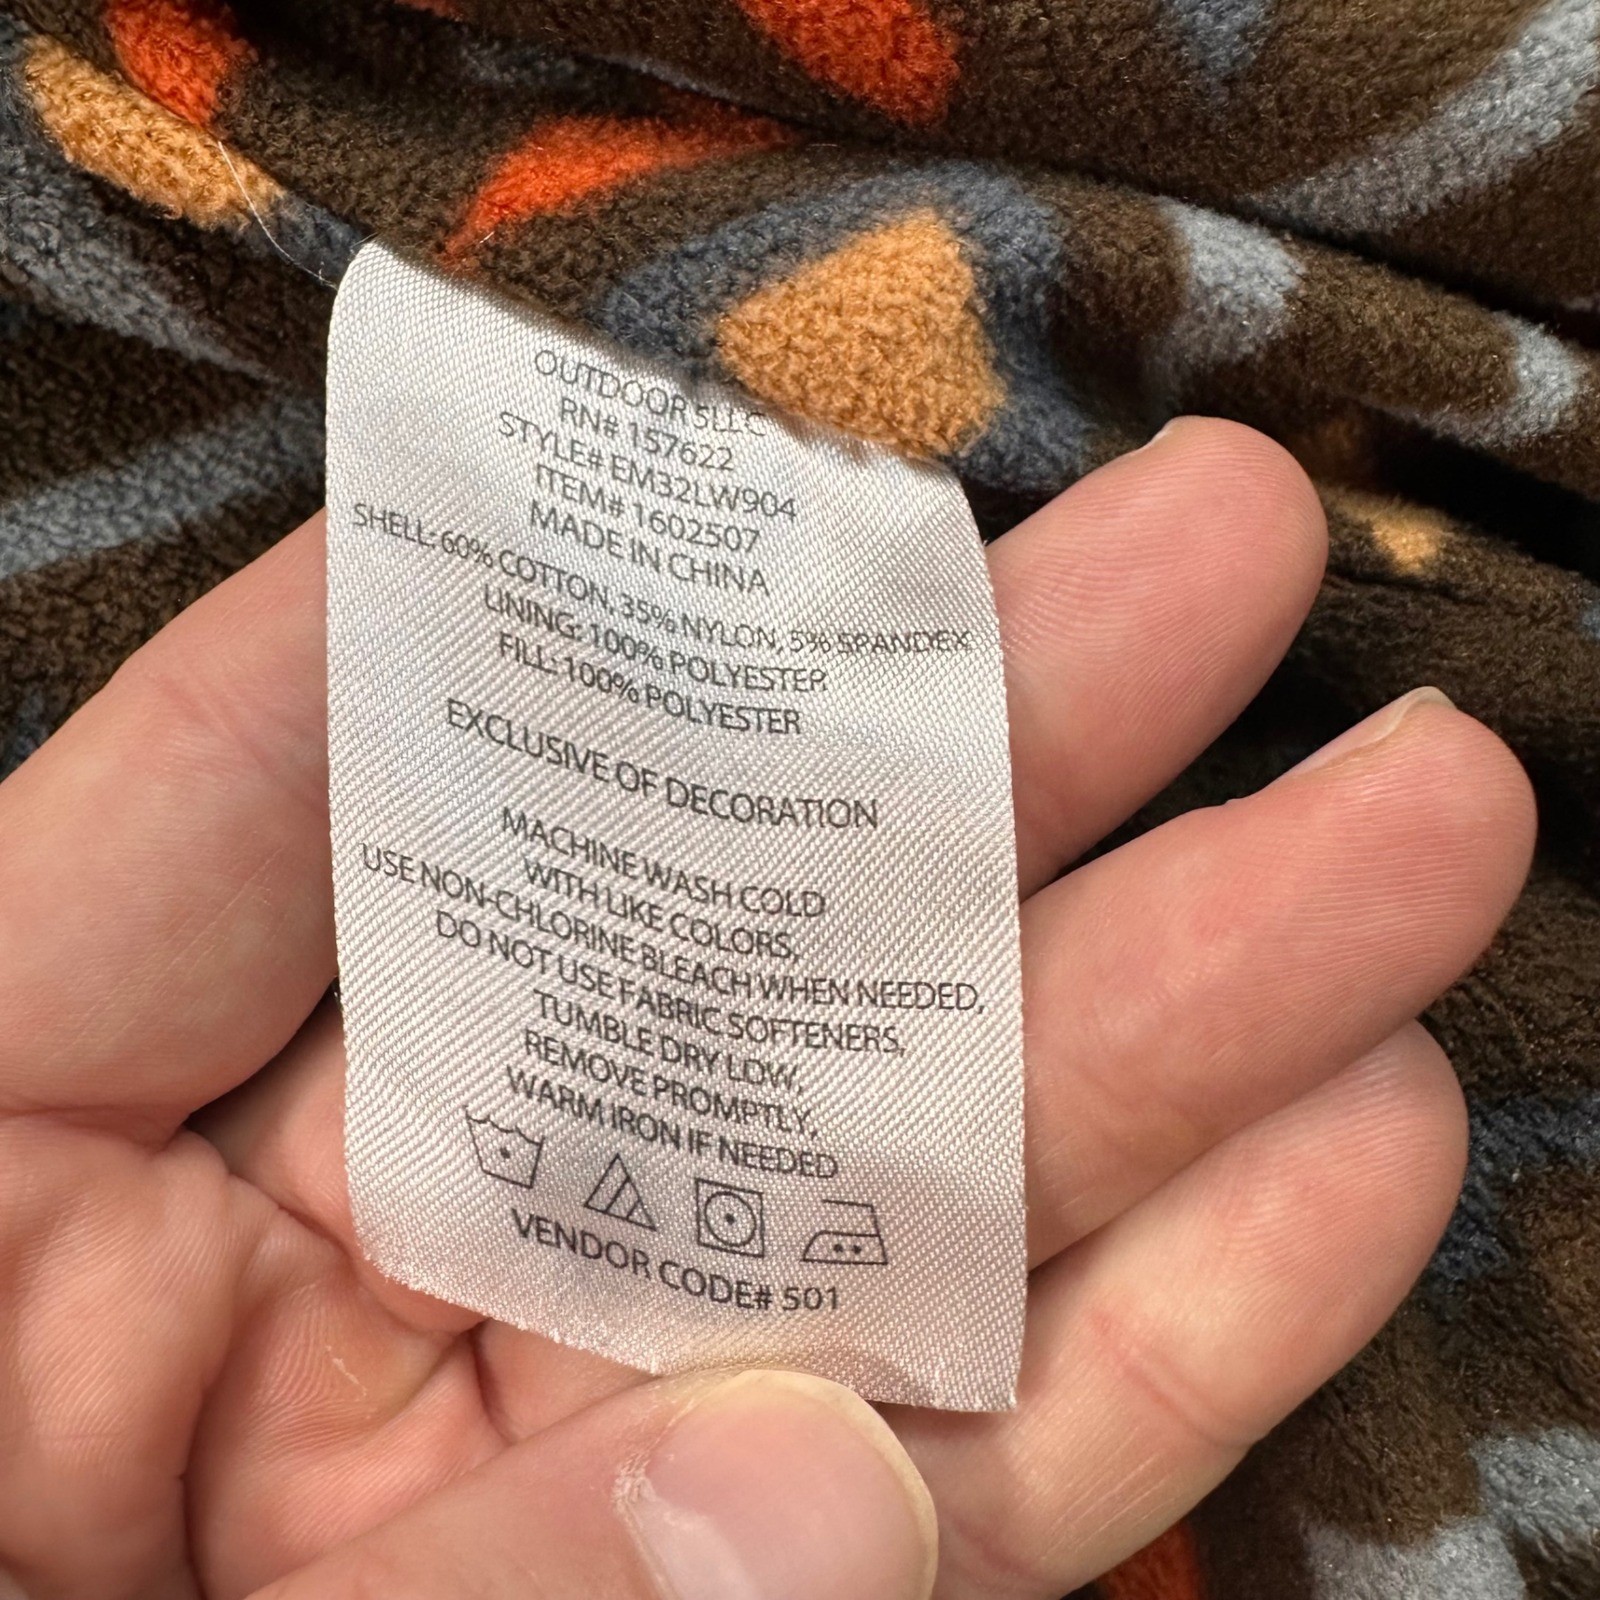 OUTDOOR 5 LLC
RN# 157622
STYLE# EM32LW904
ITEM# 1602507
MADE IN CHINA
SHELL: 60% COTTON, 35% NYLON, 5% SPANDEX
LINING: 100% POLYESTER
FILL: 100% POLYESTER
EXCLUSIVE OF DECORATION
MACHINE WASH COLD
WITH LIKE COLORS,
USE NON-CHLORINE BLEACH WHEN NEEDED,
DO NOT USE FABRIC SOFTENERS,
TUMBLE DRY LOW,
REMOVE PROMPTLY,
WARM IRON IF NEEDED
VENDOR CODE# 501